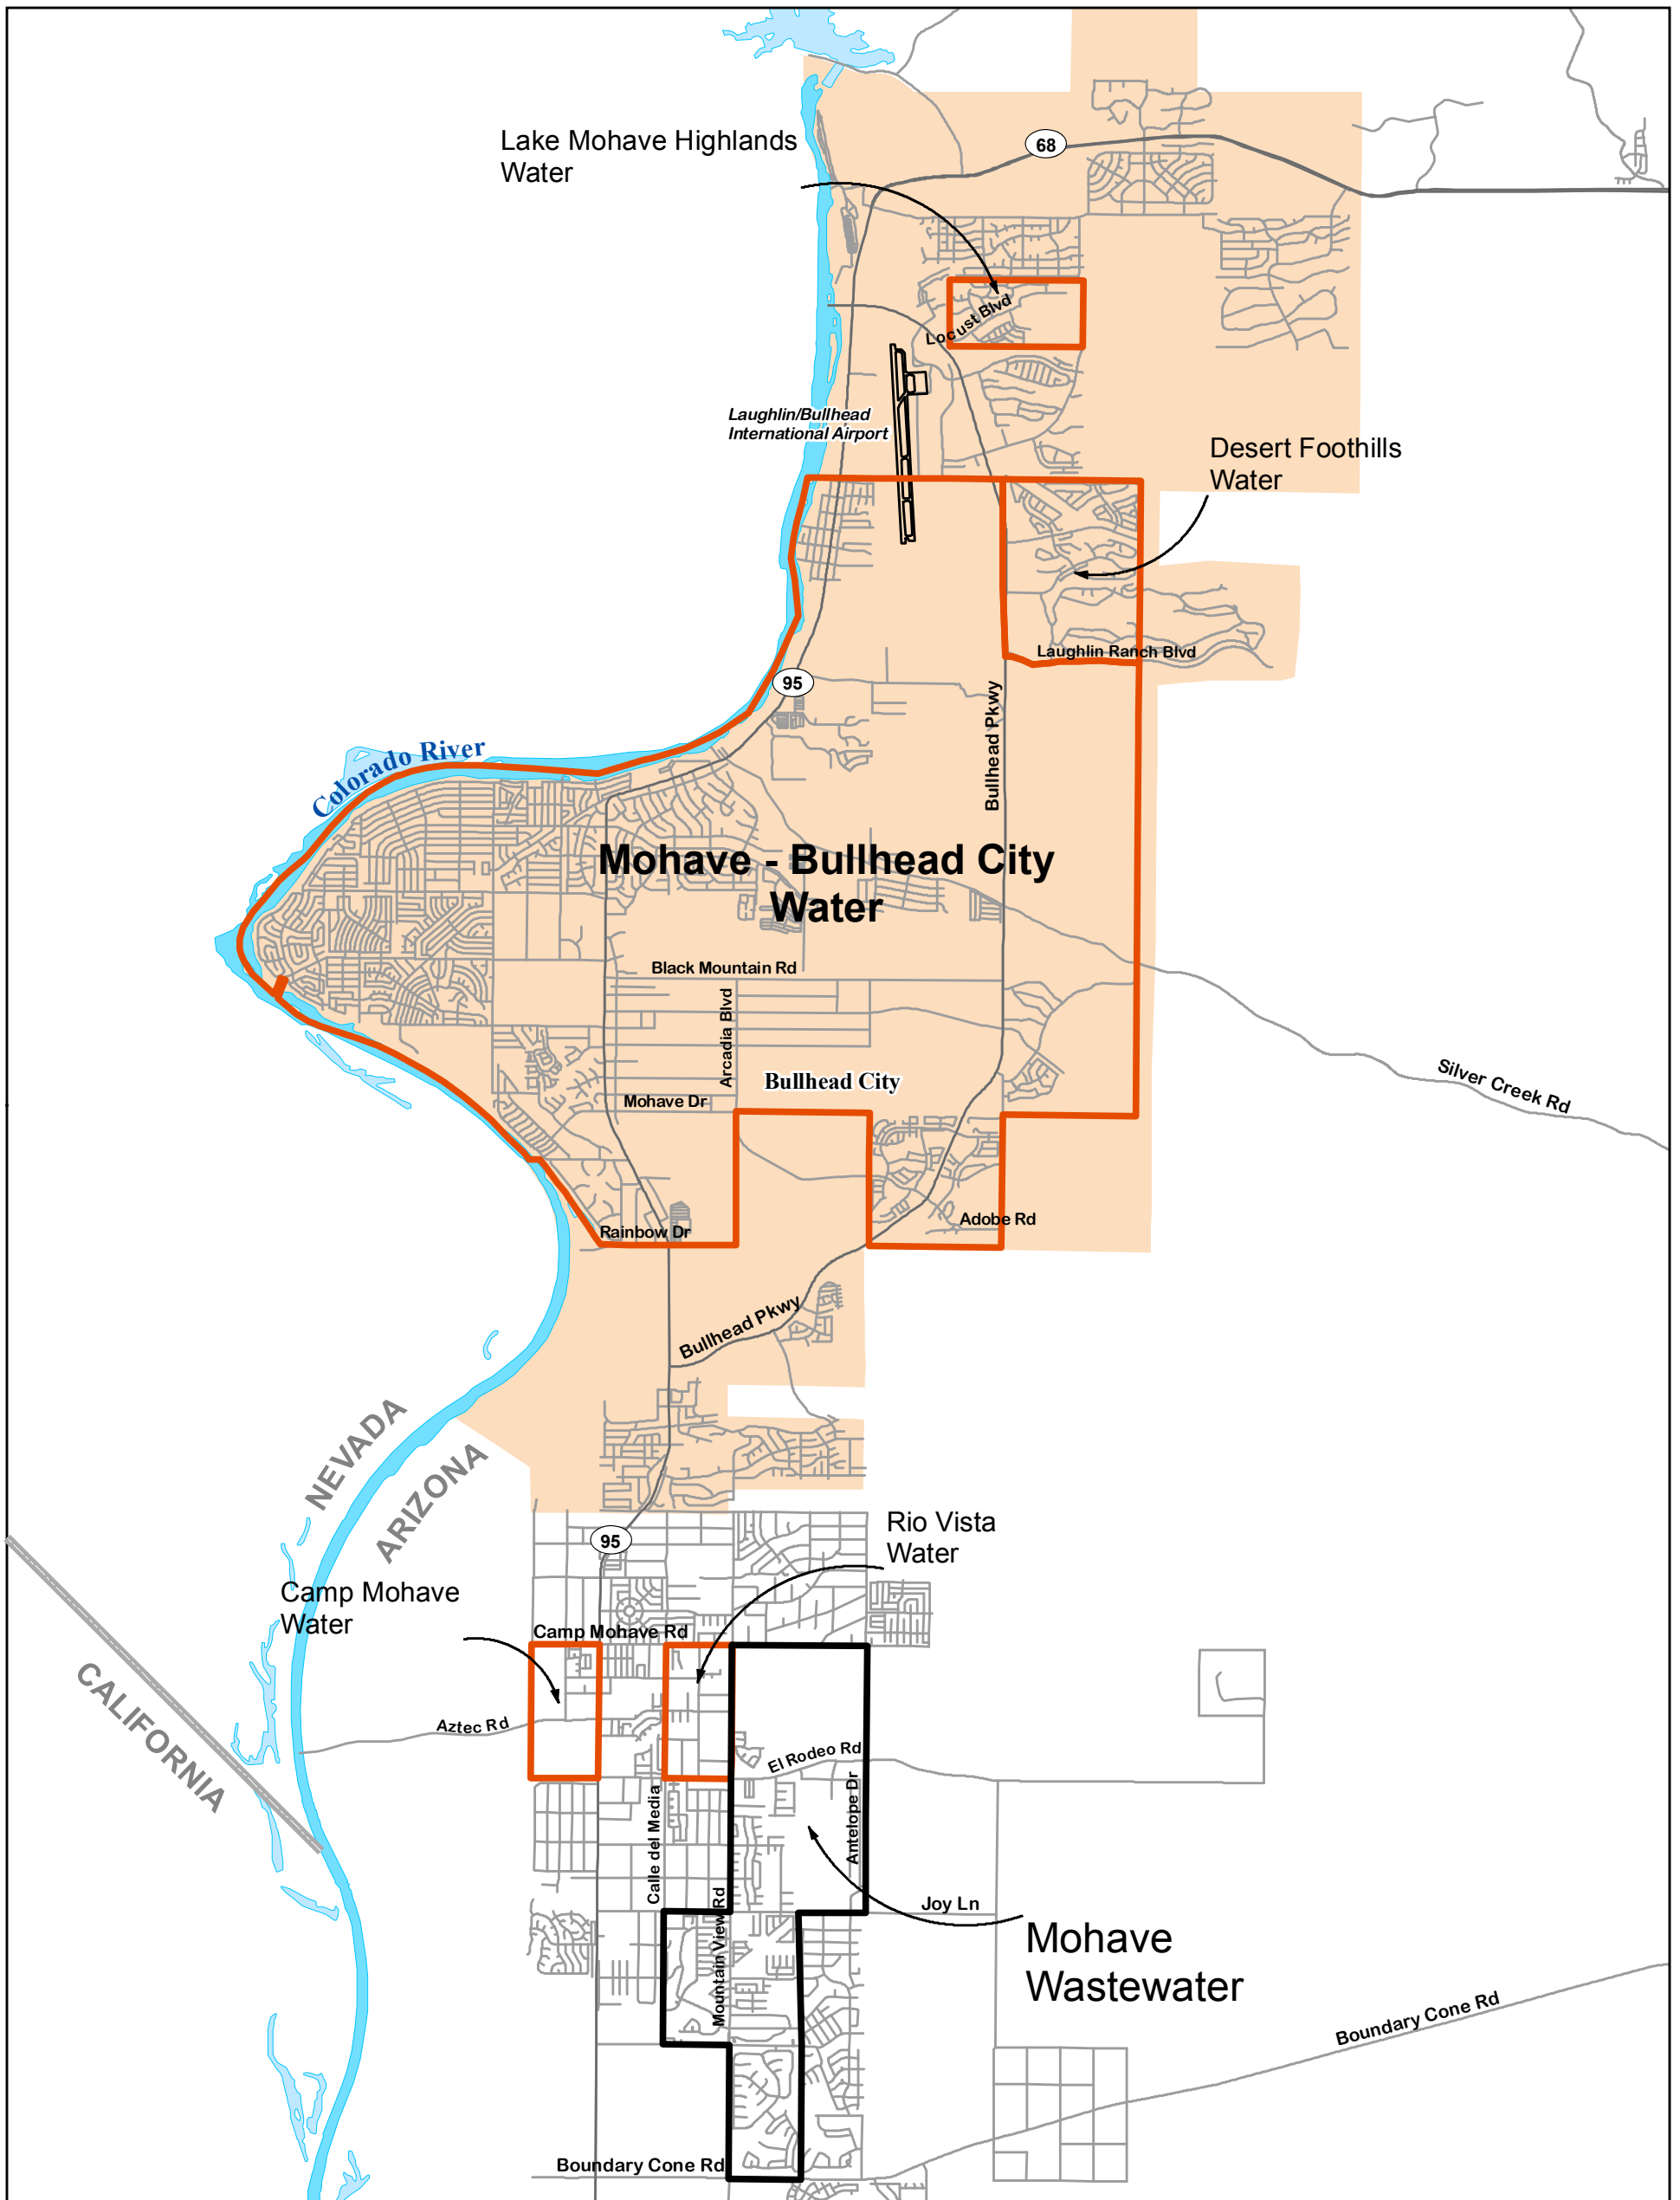 Lake Mohave Highlands
Water
68
Locust Blvd
Laughlin/Bullhead
International Airport
Desert Foothills
Water
Laughlin Ranch Blvd
95
Bullhead Pkwy
Colorado River
Mohave - Bullhead City
Water
Black Mountain Rd
Arcadia Blvd
Bullhead City
Silver Creek Rd
Mohave Dr
Adobe Rd
Rainbow Dr
Bullhead Pkwy
NEVADA
ARIZONA
95
Rio Vista
Water
Camp Mohave
Water
Camp Mohave Rd
CALIFORNIA
Aztec Rd
El Rodeo Rd
Calle del Media
Antelope Dr
Joy Ln
Mountain View Rd
Mohave
Wastewater
Boundary Cone Rd
Boundary Cone Rd